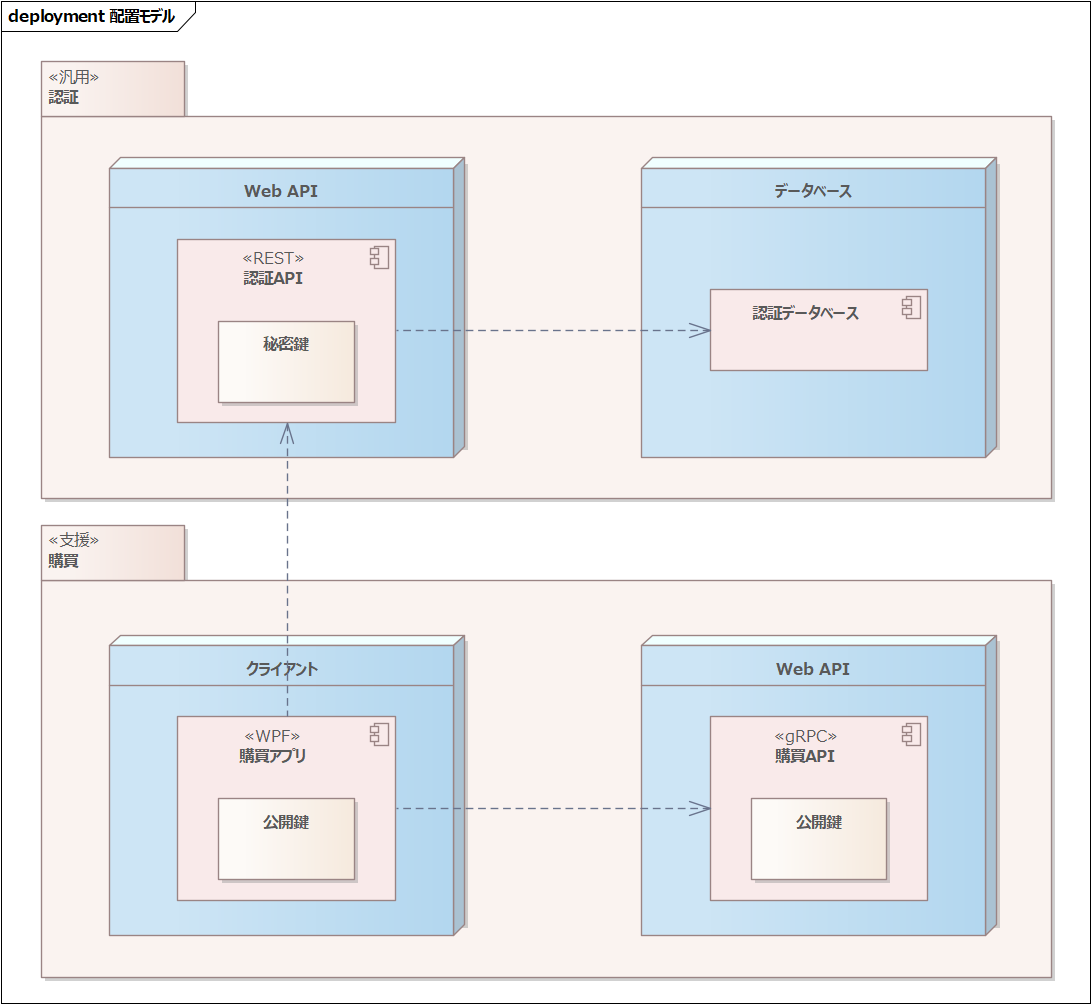 deployment 配置モデル
«汎用»
認証
Web API
«REST»
認証API
秘密鍵
データベース
認証データベース
«支援»
購買
クライアント
«WPF»
購買アプリ
公開鍵
Web API
«gRPC»
購買API
公開鍵